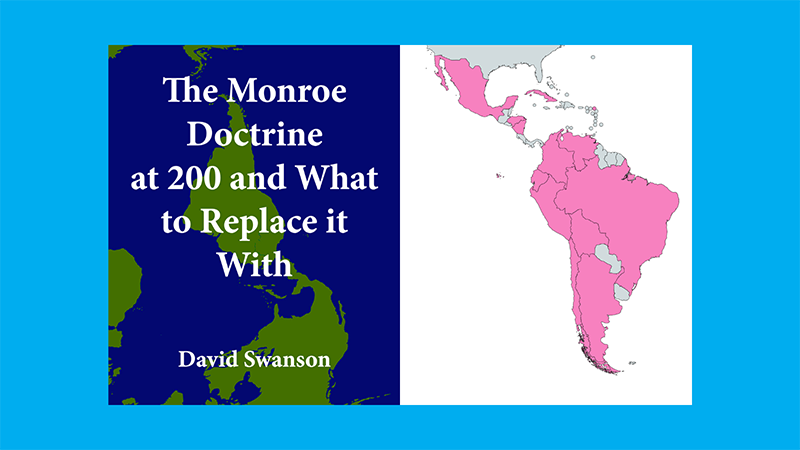 The Monroe
Doctrine
at 200 and What
to Replace it
With
David Swanson